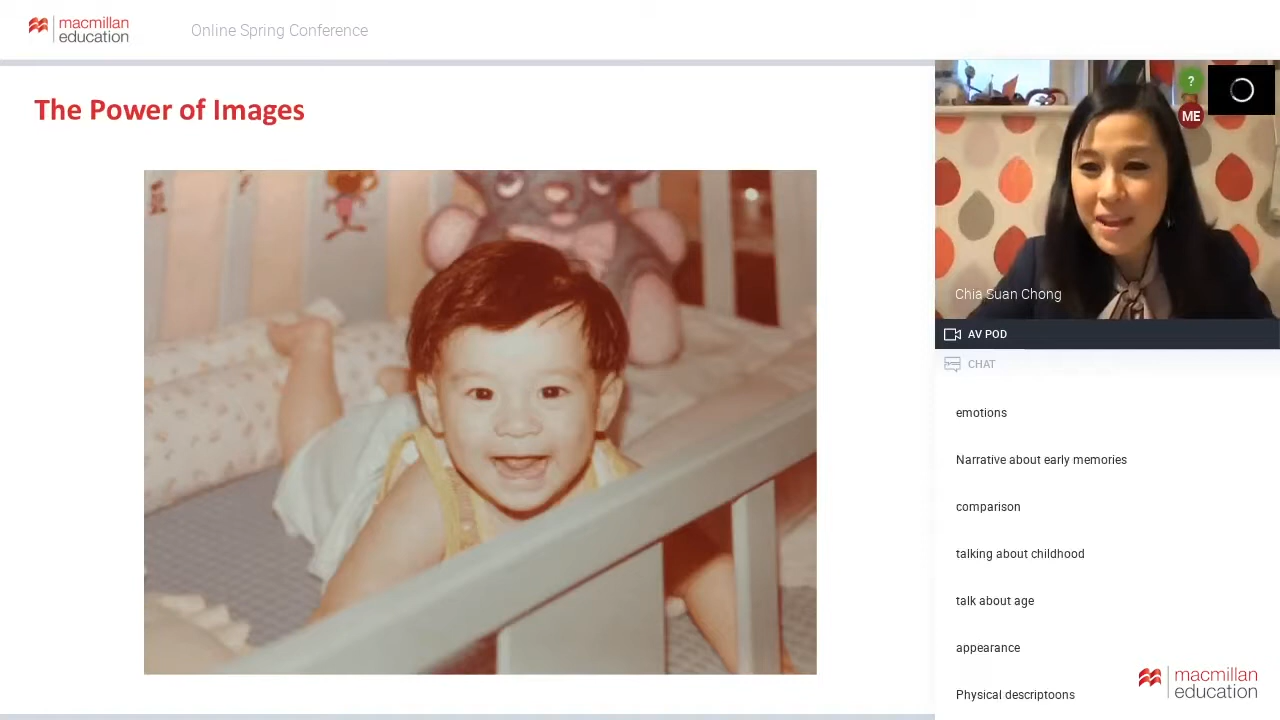 macmillan
education
Online Spring Conference
The Power of Images
?
ME
Chia Suan Chong
AV POD
CHAT
emotions
Narrative about early memories
comparison
talking about childhood
talk about age
appearance
Physical descriptoons
macmillan
education